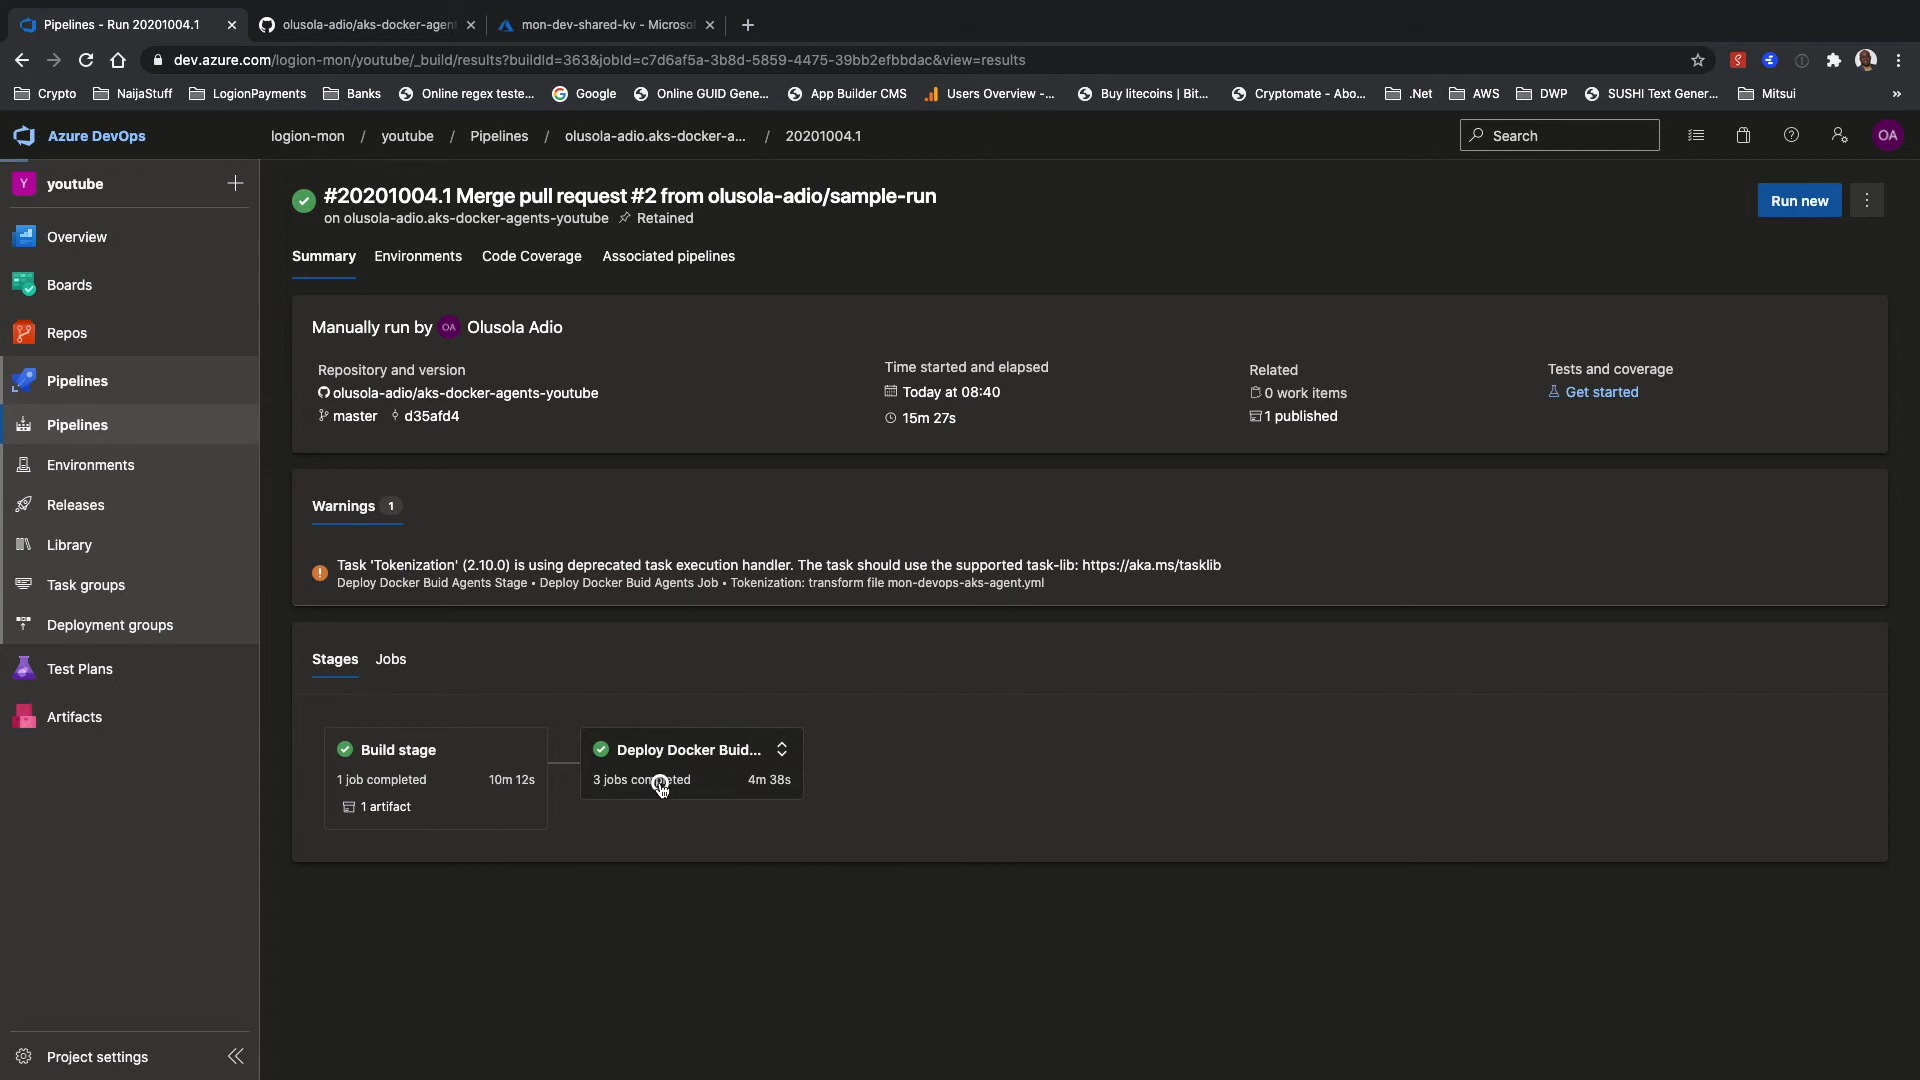 Pipelines - Run 20201004.1
olusola-adio/aks-docker-agen
mon-dev-shared-kv - Microsof
dev.azure.com/logion-mon/youtube/_build/results?buildId=363&jobId=c7d6af5a-3b8d-5859-4475-39bb2efbbdac&view=results
Crypto NaijaStuff LogionPayments Banks Online regex teste... Google Online GUID Gene... App Builder CMS Users Overview -... Buy litecoins | Bit... Cryptomate - Abo... .Net AWS DWP SUSHI Text Gener... Mitsui »
Azure DevOps
logion-mon / youtube / Pipelines / olusola-adio.aks-docker-a... / 20201004.1
Search
OA
Y youtube
Overview
Boards
Repos
Pipelines
Pipelines
Environments
Releases
Library
Task groups
Deployment groups
Test Plans
Artifacts
Project settings
#20201004.1 Merge pull request #2 from olusola-adio/sample-run
on olusola-adio.aks-docker-agents-youtube Retained
Run new
Summary Environments Code Coverage Associated pipelines
Manually run by OA Olusola Adio
Repository and version
olusola-adio/aks-docker-agents-youtube
master d35afd4
Time started and elapsed
Today at 08:40
15m 27s
Related
0 work items
1 published
Tests and coverage
Get started
Warnings 1
Task 'Tokenization' (2.10.0) is using deprecated task execution handler. The task should use the supported task-lib: https://aka.ms/tasklib
Deploy Docker Buid Agents Stage • Deploy Docker Buid Agents Job • Tokenization: transform file mon-devops-aks-agent.yml
Stages Jobs
Build stage
1 job completed 10m 12s
1 artifact
Deploy Docker Buid...
3 jobs completed 4m 38s